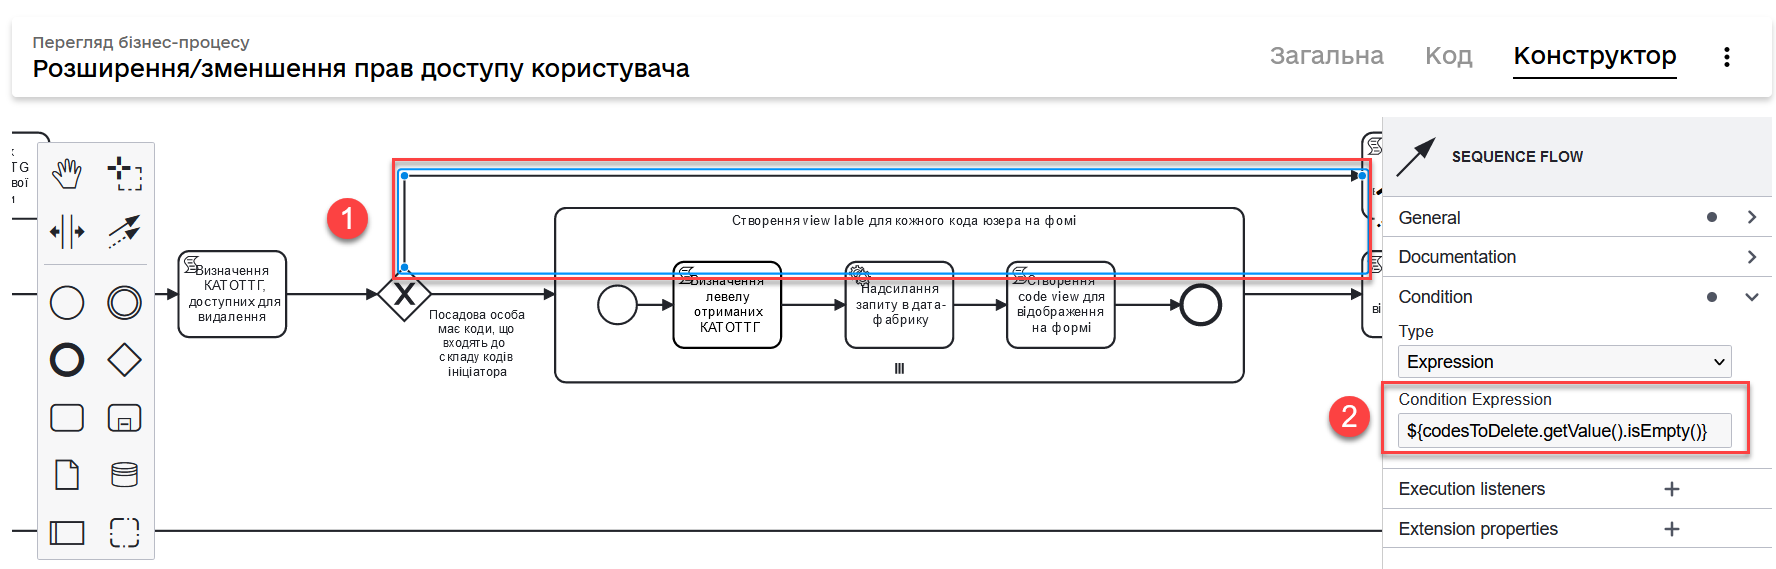 Перегляд бізнес-процесу
Розширення/зменшення прав доступу користувача
Загальна
Код
Конструктор
TG
вої
и
Визначення
КАТОТТГ,
доступних для
видалення
Посадова особа
має коди, що
входять до
складу кодів
ініціатора
1
Створення view lable для кожного кода юзера на фомі
Визначення
левелу
отриманих
КАТОТТГ
Надсилання
запиту в дата-
фабрику
Створення
code view для
відображення
на формі
ві
SEQUENCE FLOW
General
Documentation
Condition
Type
Expression
2
Condition Expression
${codesToDelete.getValue().isEmpty()}
Execution listeners
Extension properties